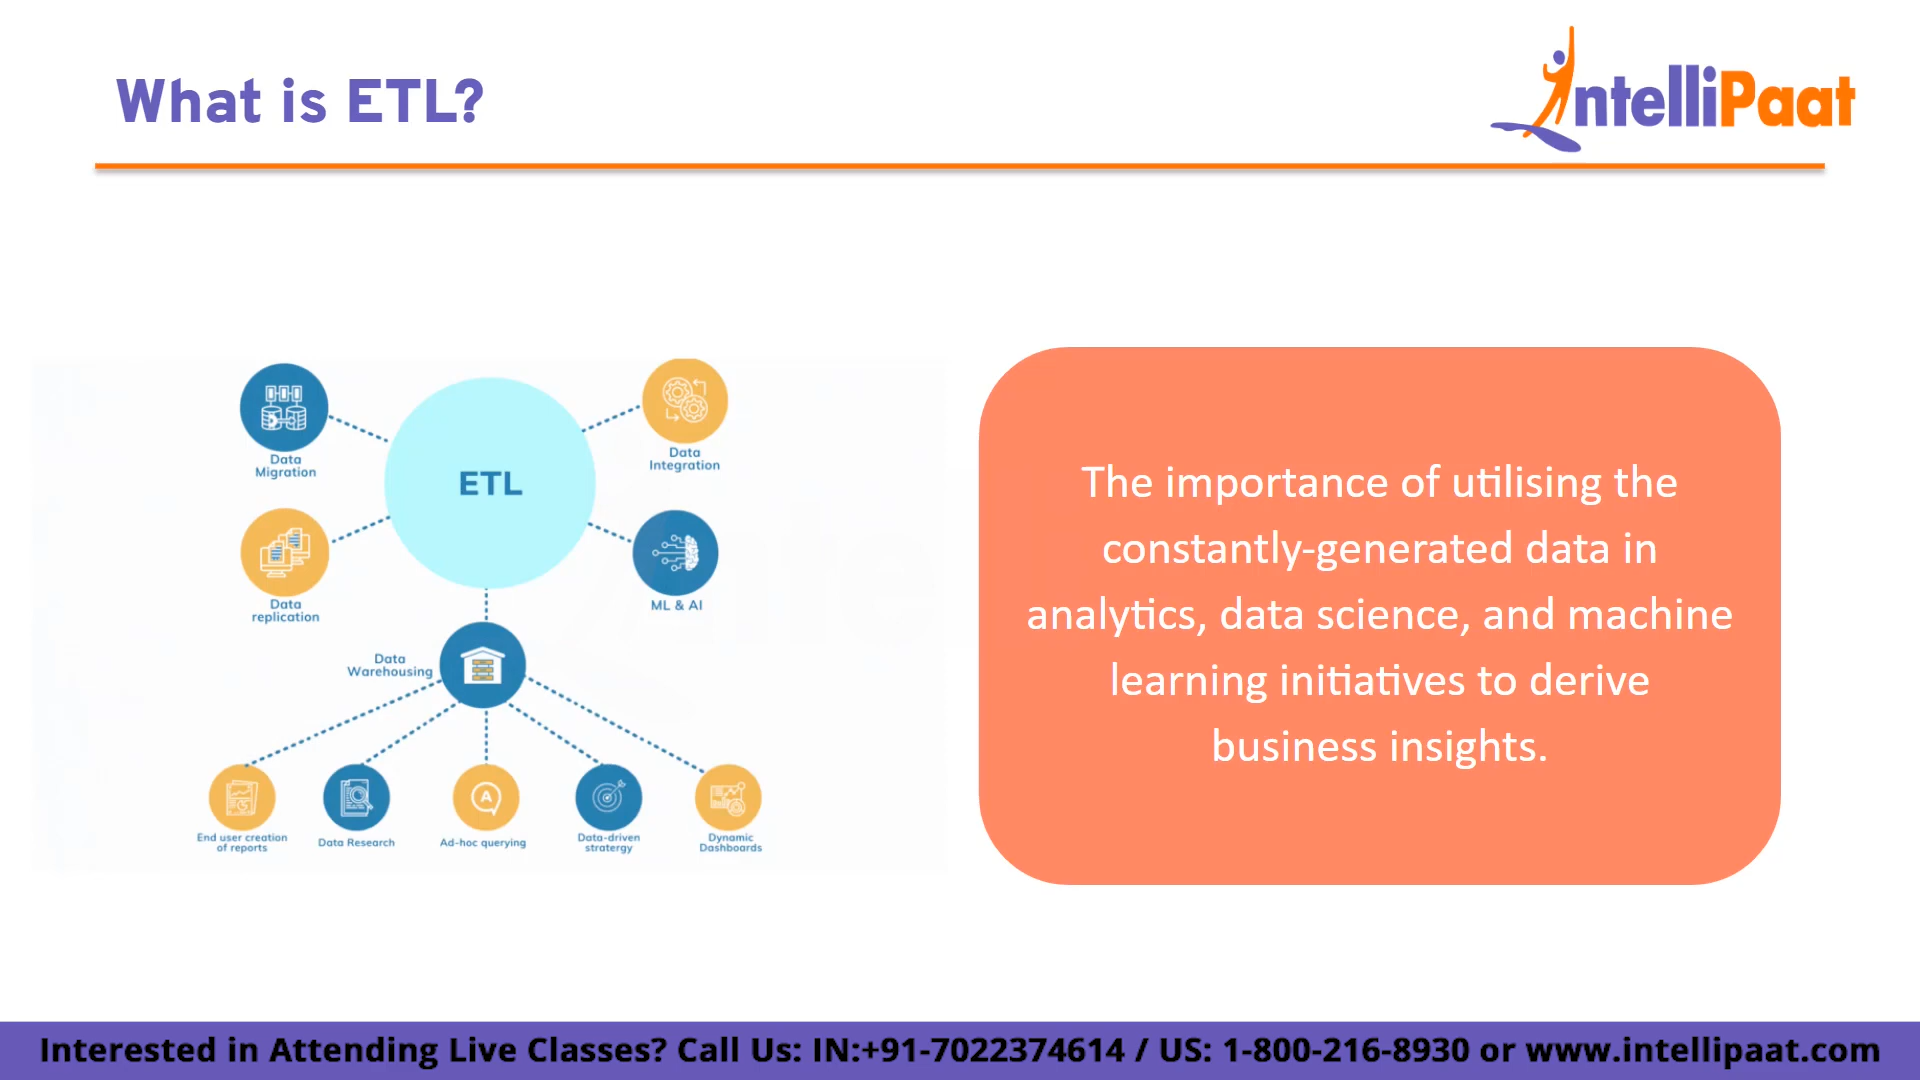 What is ETL?
IntelliPaat
Data
Migration
ETL
Data
Integration
Data
replication
ML & AI
Data
Warehousing
End user creation
of reports
Data Research
A
Ad-hoc querying
Data-driven
stratergy
Dynamic
Dashboards
The importance of utilising the
constantly-generated data in
analytics, data science, and machine
learning initiatives to derive
business insights.
Interested in Attending Live Classes? Call Us: IN:+91-7022374614 / US: 1-800-216-8930 or www.intellipaat.com